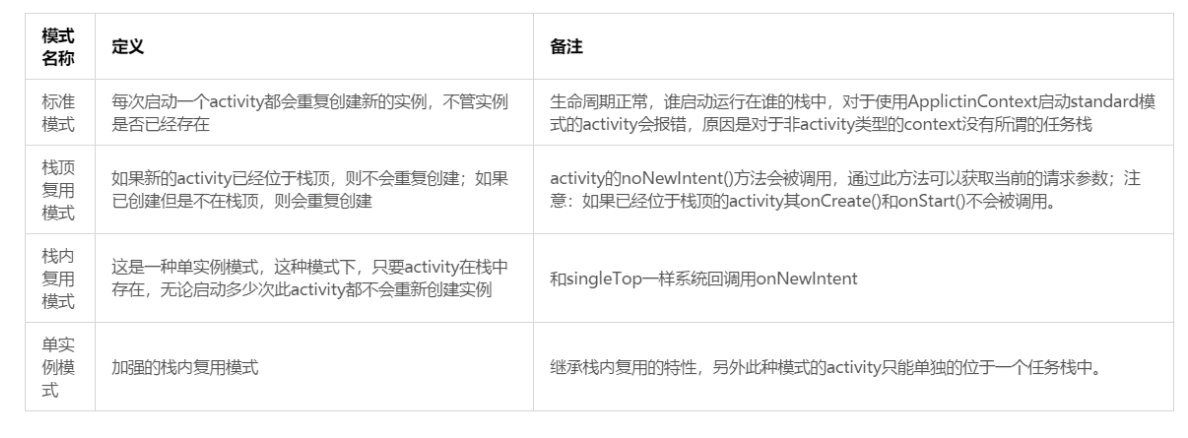 模式
名称
定义
备注
标准
模式
每次启动一个activity都会重复创建新的实例，不管实例
是否已经存在
生命周期正常，谁启动运行在谁的栈中，对于使用ApplictinContext启动standard模
式的activity会报错，原因是对于非activity类型的context没有所谓的任务栈
栈顶
复用
模式
如果新的activity已经位于栈顶，则不会重复创建；如果
已创建但是不在栈顶，则会重复创建
activity的noNewIntent()方法会被调用，通过此方法可以获取当前的请求参数；注
意：如果已经位于栈顶的activity其onCreate()和onStart()不会被调用。
栈内
复用
模式
这是一种单实例模式，这种模式下，只要activity在栈中
存在，无论启动多少次此activity都不会重新创建实例
和singleTop一样系统回调用onNewIntent
单实
例模
式
加强的栈内复用模式
继承栈内复用的特性，另外此种模式的activity只能单独的位于一个任务栈中。